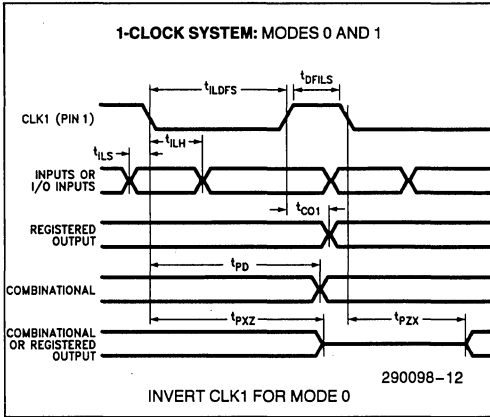 1-CLOCK SYSTEM: MODES 0 AND 1
tILDFS
tDFILS
CLK1 (PIN 1)
tILS
tILH
INPUTS OR
I/O INPUTS
tCO1
REGISTERED
OUTPUT
tPD
COMBINATIONAL
tPXZ
tPZX
COMBINATIONAL
OR REGISTERED
OUTPUT
290098-12
INVERT CLK1 FOR MODE 0